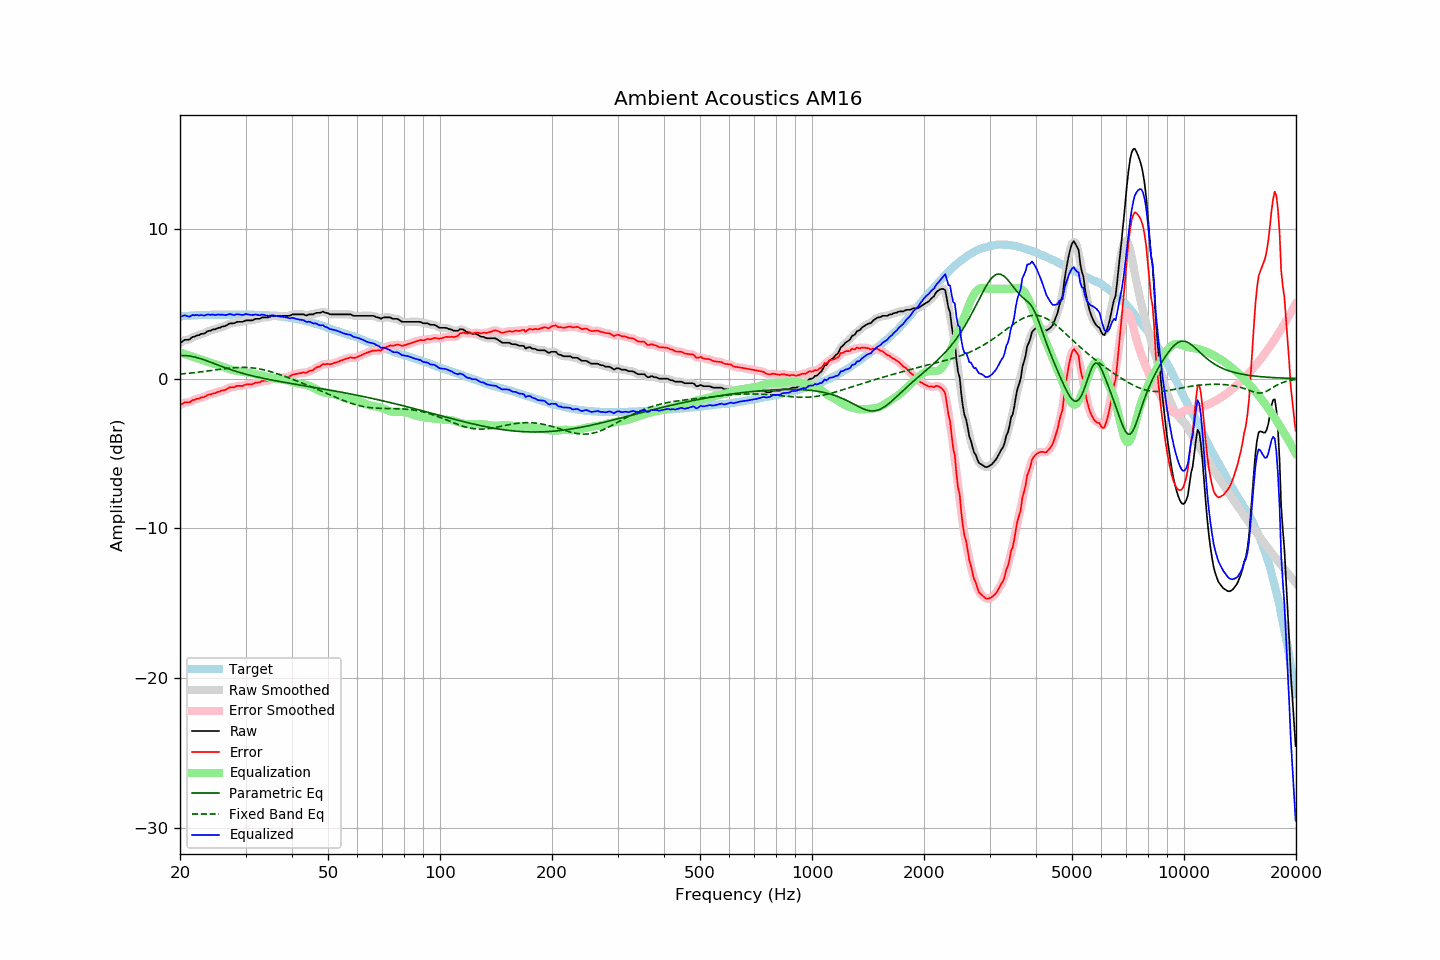 Ambient Acoustics AM16
Amplitude (dBr)
10
0
−10
−20
−30
Target
Raw Smoothed
Error Smoothed
Raw
Error
Equalization
Parametric Eq
Fixed Band Eq
Equalized
20 50 100 200 500 1000 2000 5000 10000 20000
Frequency (Hz)